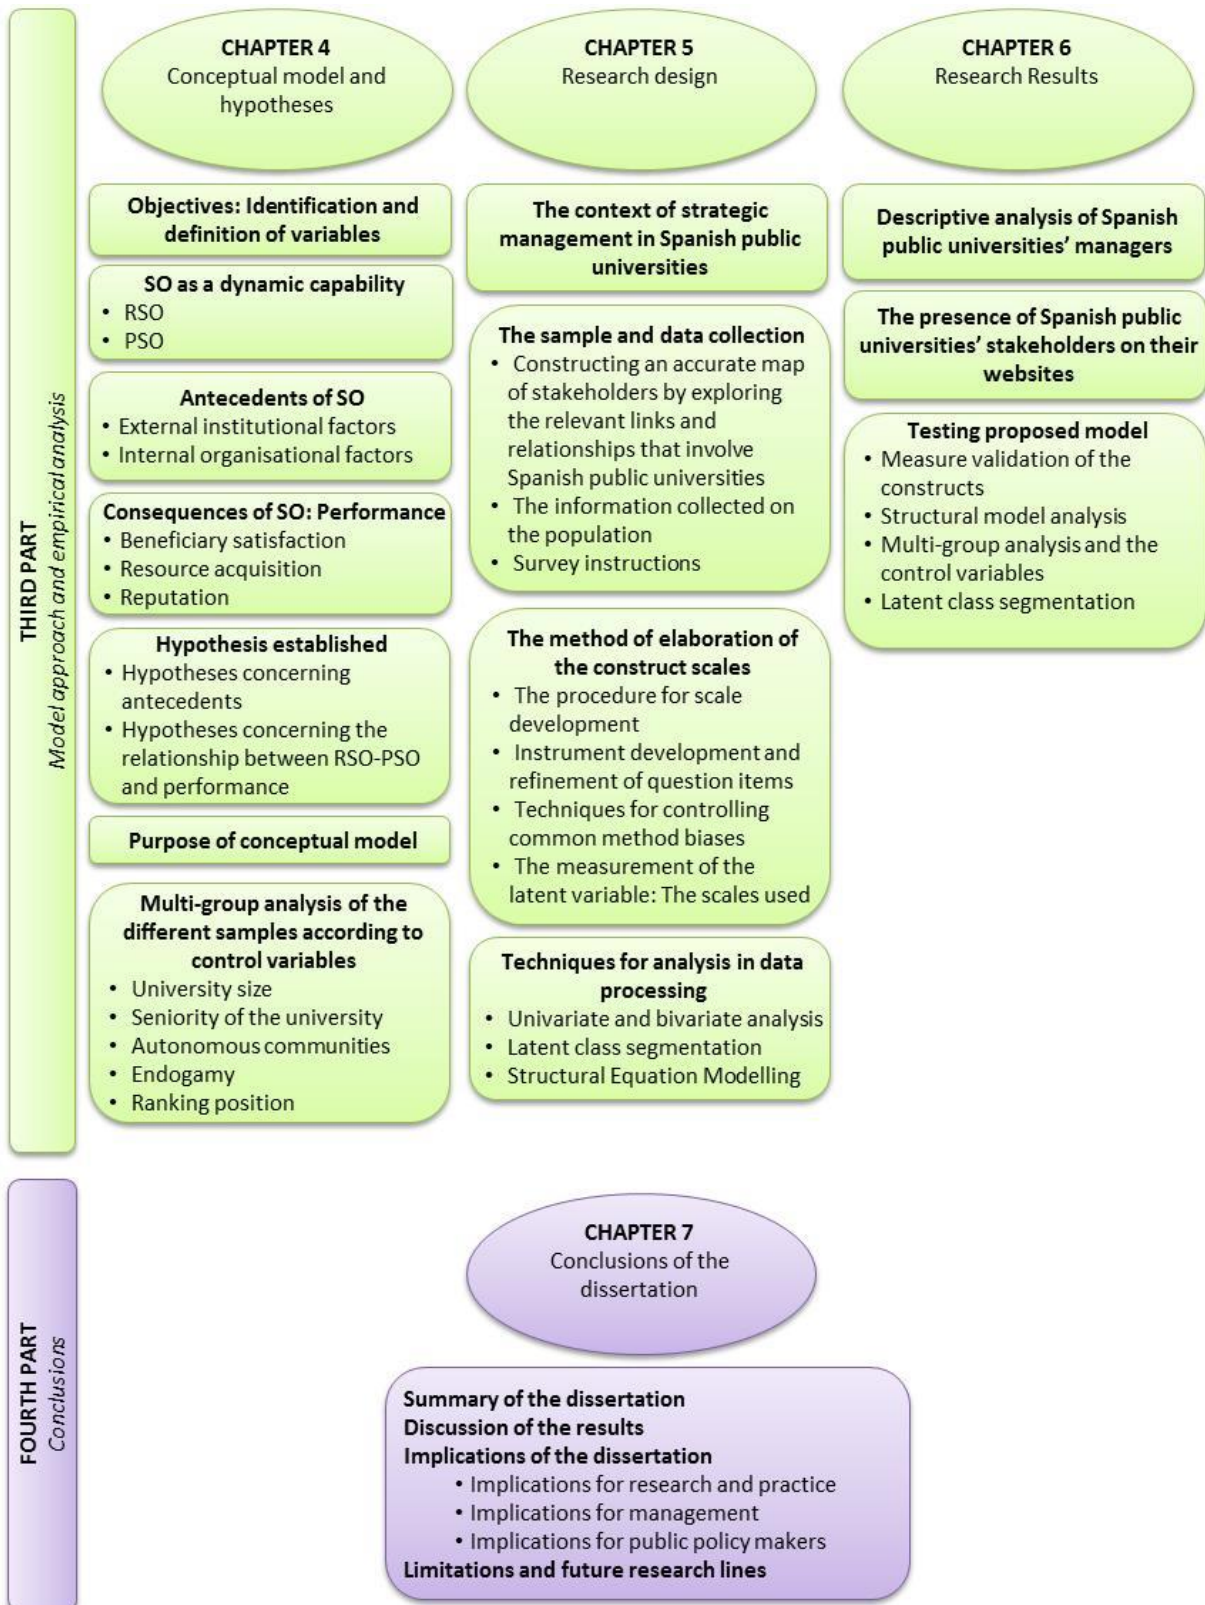 THIRD PART
Model approach and empirical analysis
CHAPTER 4
Conceptual model and
hypotheses
Objectives: Identification and
definition of variables
SO as a dynamic capability
• RSO
• PSO
Antecedents of SO
• External institutional factors
• Internal organisational factors
Consequences of SO: Performance
• Beneficiary satisfaction
• Resource acquisition
• Reputation
Hypothesis established
• Hypotheses concerning
antecedents
• Hypotheses concerning the
relationship between RSO-PSO
and performance
Purpose of conceptual model
Multi-group analysis of the
different samples according to
control variables
• University size
• Seniority of the university
• Autonomous communities
• Endogamy
• Ranking position
CHAPTER 5
Research design
The context of strategic
management in Spanish public
universities
The sample and data collection
• Constructing an accurate map
of stakeholders by exploring
the relevant links and
relationships that involve
Spanish public universities
• The information collected on
the population
• Survey instructions
The method of elaboration of
the construct scales
• The procedure for scale
development
• Instrument development and
refinement of question items
• Techniques for controlling
common method biases
• The measurement of the
latent variable: The scales used
Techniques for analysis in data
processing
• Univariate and bivariate analysis
• Latent class segmentation
• Structural Equation Modelling
CHAPTER 6
Research Results
Descriptive analysis of Spanish
public universities’ managers
The presence of Spanish public
universities’ stakeholders on their
websites
Testing proposed model
• Measure validation of the
constructs
• Structural model analysis
• Multi-group analysis and the
control variables
• Latent class segmentation
FOURTH PART
Conclusions
CHAPTER 7
Conclusions of the
dissertation
Summary of the dissertation
Discussion of the results
Implications of the dissertation
• Implications for research and practice
• Implications for management
• Implications for public policy makers
Limitations and future research lines